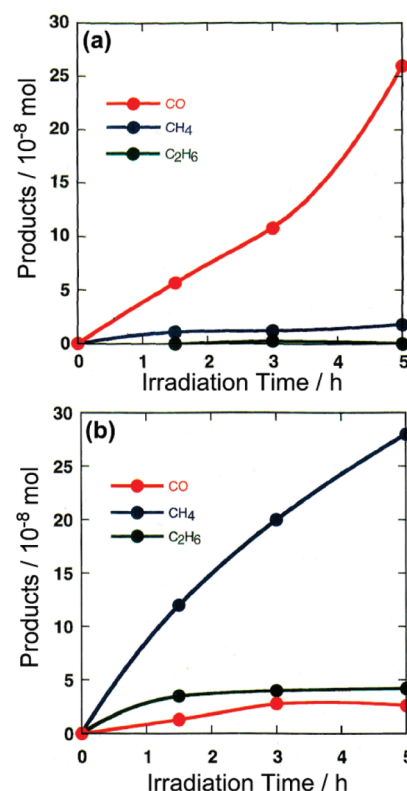 30
(a)
25
CO
CH₄
20
C₂H₆
15
10
5
0
Products / 10⁻⁸ mol
0 1 2 3 4 5
Irradiation Time / h
30
(b)
25
CO
CH₄
20
C₂H₆
15
10
5
0
Products / 10⁻⁸ mol
0 1 2 3 4 5
Irradiation Time / h